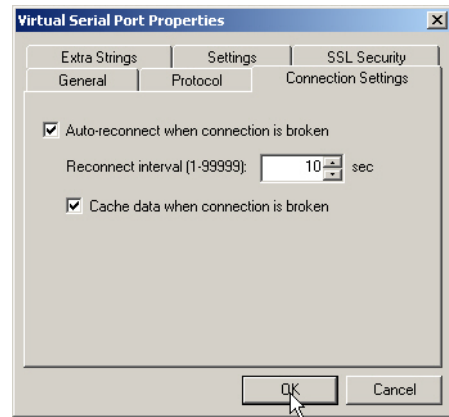 Virtual Serial Port Properties
Extra Strings Settings SSL Security
General Protocol Connection Settings
Auto-reconnect when connection is broken
Reconnect interval (1-99999): 10 sec
Cache data when connection is broken
OK Cancel